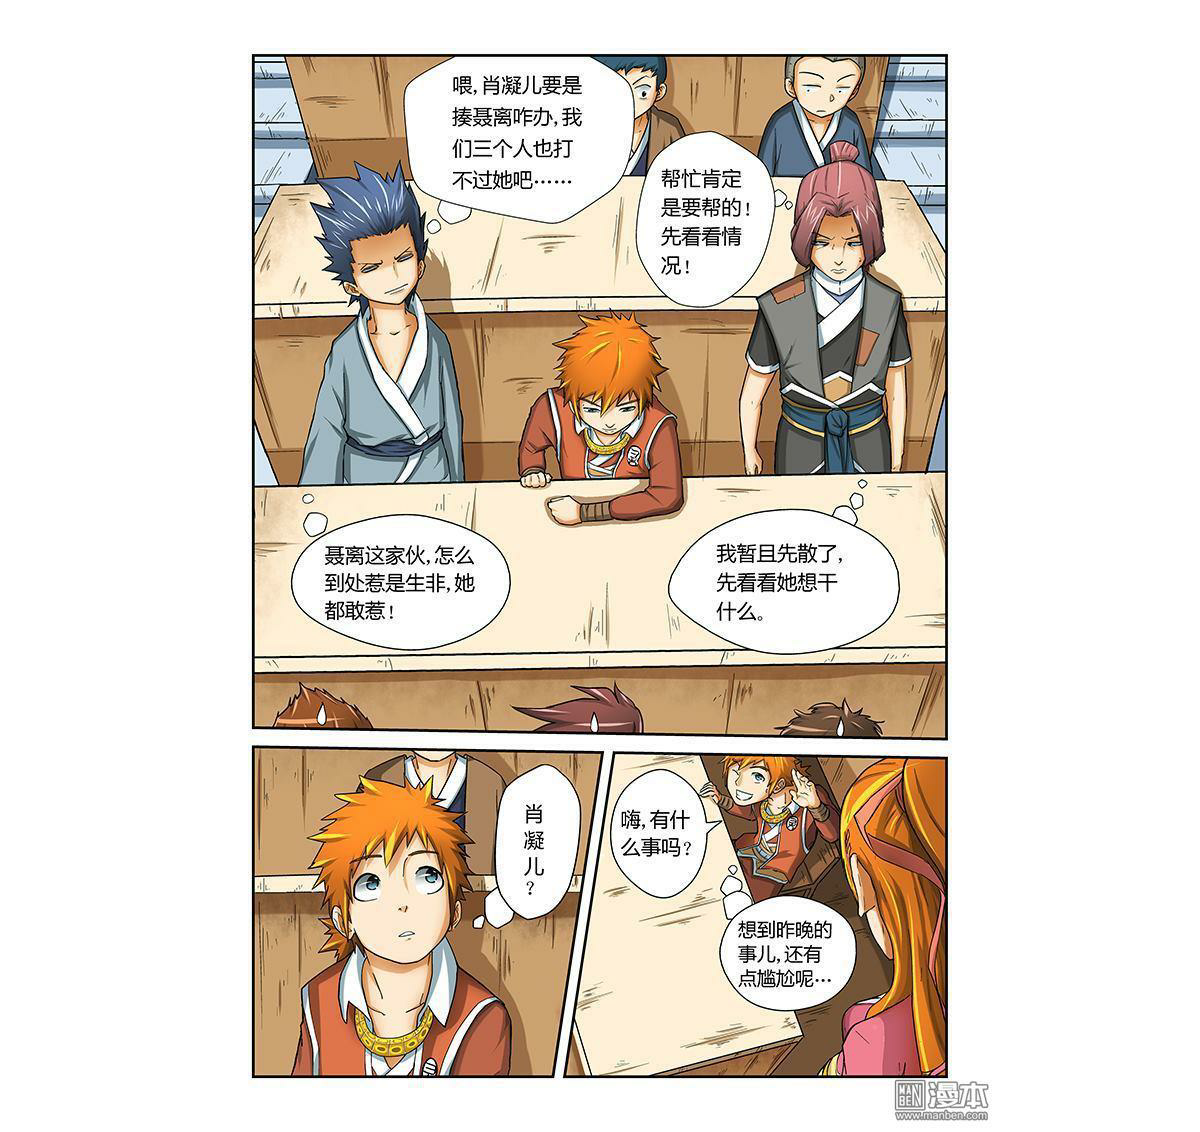 喂,肖凝儿要是
揍聂离咋办,我
们三个人也打
不过她吧……
帮忙肯定
是要帮的!
先看看情
况!
聂离这家伙,怎么
到处惹是生非,她
都敢惹!
我暂且先散了,
先看看她想干
什么。
肖凝儿?
嗨,有什
么事吗?
想到昨晚的
事儿,还有
点尴尬呢…
MAN
BEN
漫本
www.manben.com